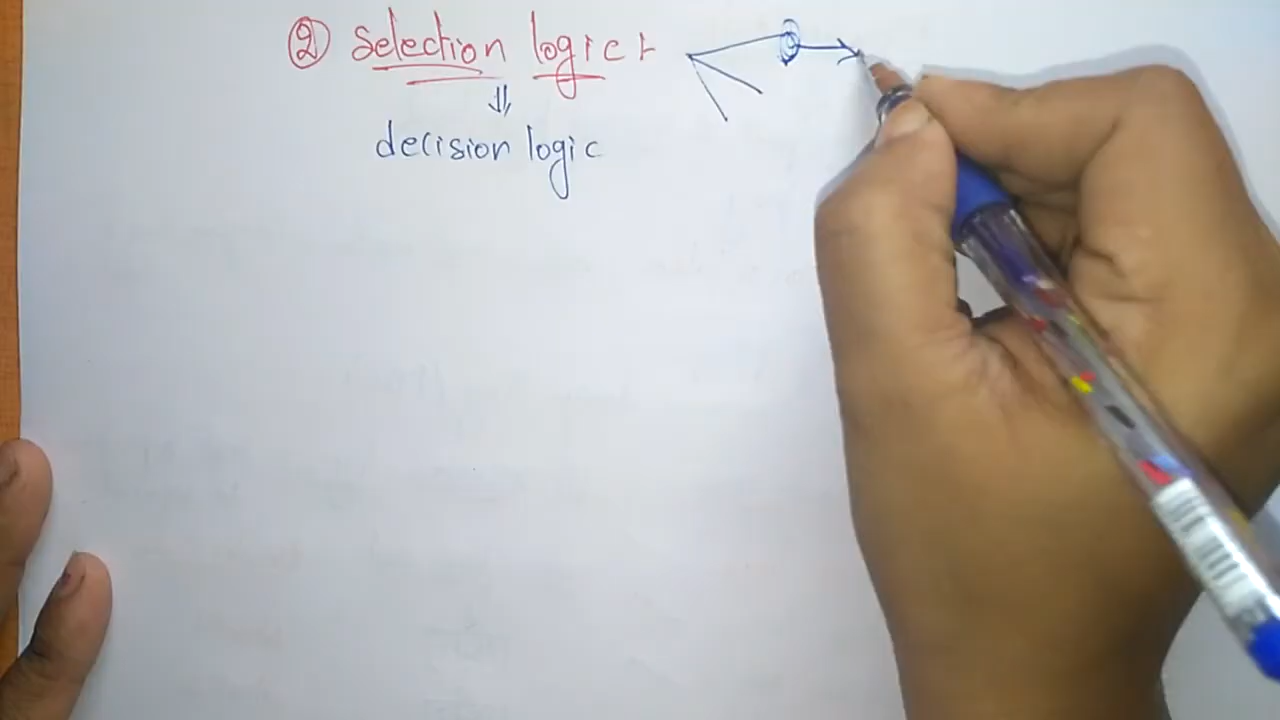 ② Selection logic :-
⇓
decision logic